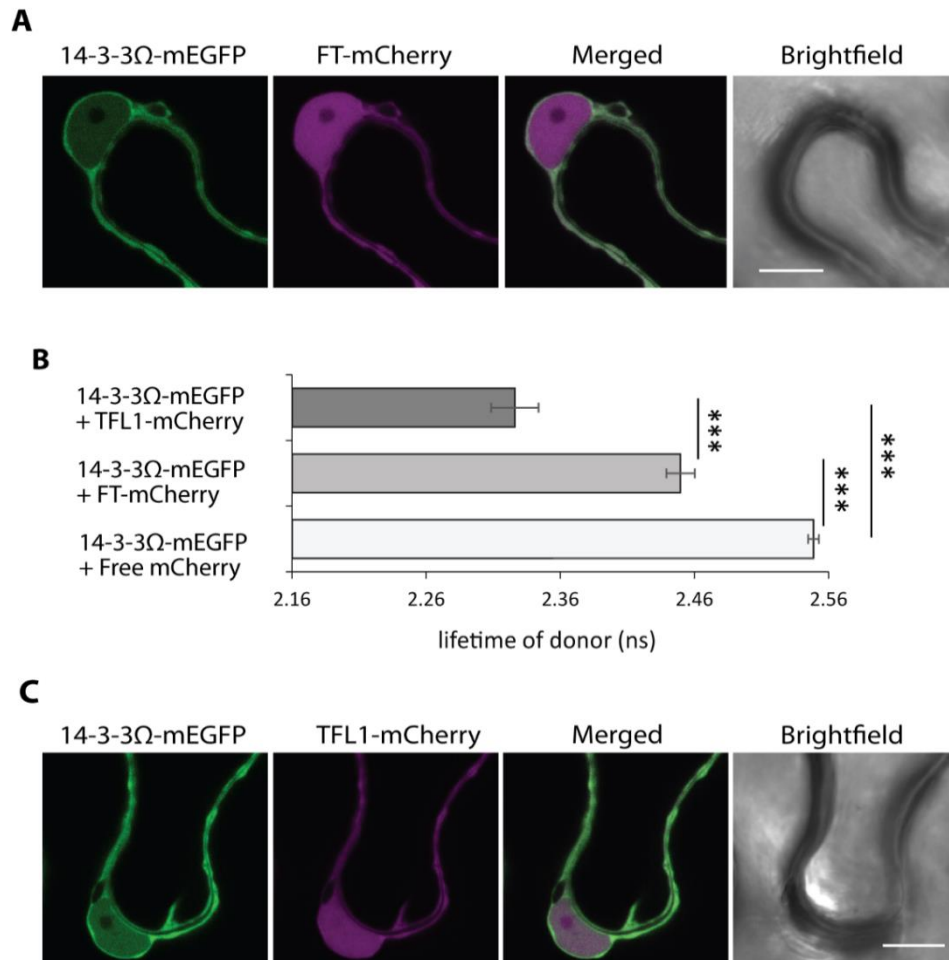 A
14-3-3Ω-mEGFP
FT-mCherry
Merged
Brightfield
B
14-3-3Ω-mEGFP
+ TFL1-mCherry
14-3-3Ω-mEGFP
+ FT-mCherry
14-3-3Ω-mEGFP
+ Free mCherry
***
***
***
2.16 2.26 2.36 2.46 2.56
lifetime of donor (ns)
C
14-3-3Ω-mEGFP
TFL1-mCherry
Merged
Brightfield